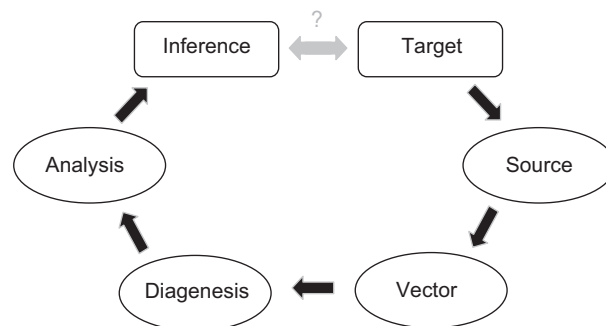 ?
Inference
Target
Analysis
Source
Diagenesis
Vector